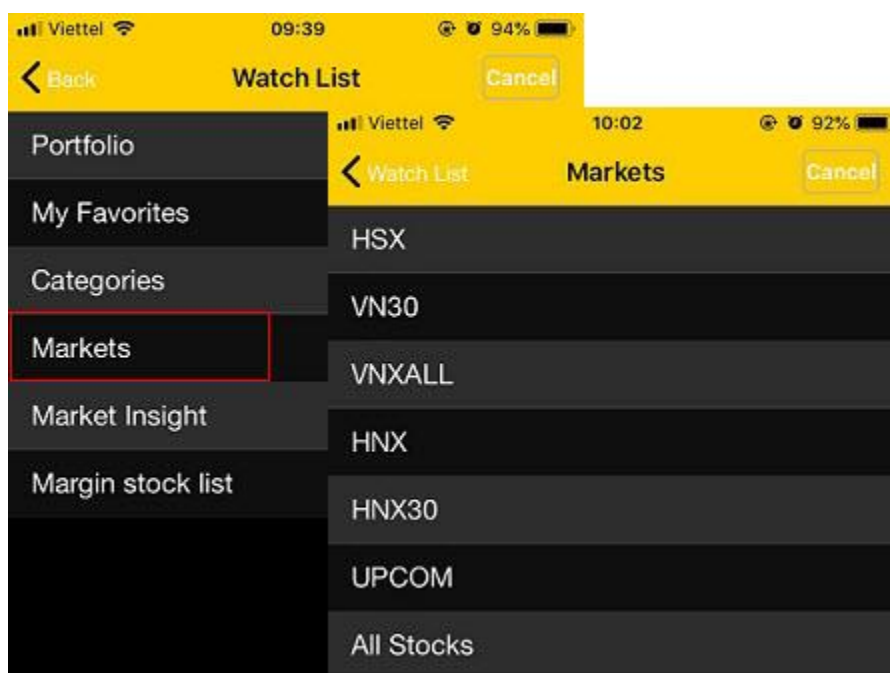 Viettel 09:39 94%
Back Watch List Cancel
Portfolio
My Favorites
Categories
Markets
Market Insight
Margin stock list
Viettel 10:02 92%
Watch List Markets Cancel
HSX
VN30
VNXALL
HNX
HNX30
UPCOM
All Stocks